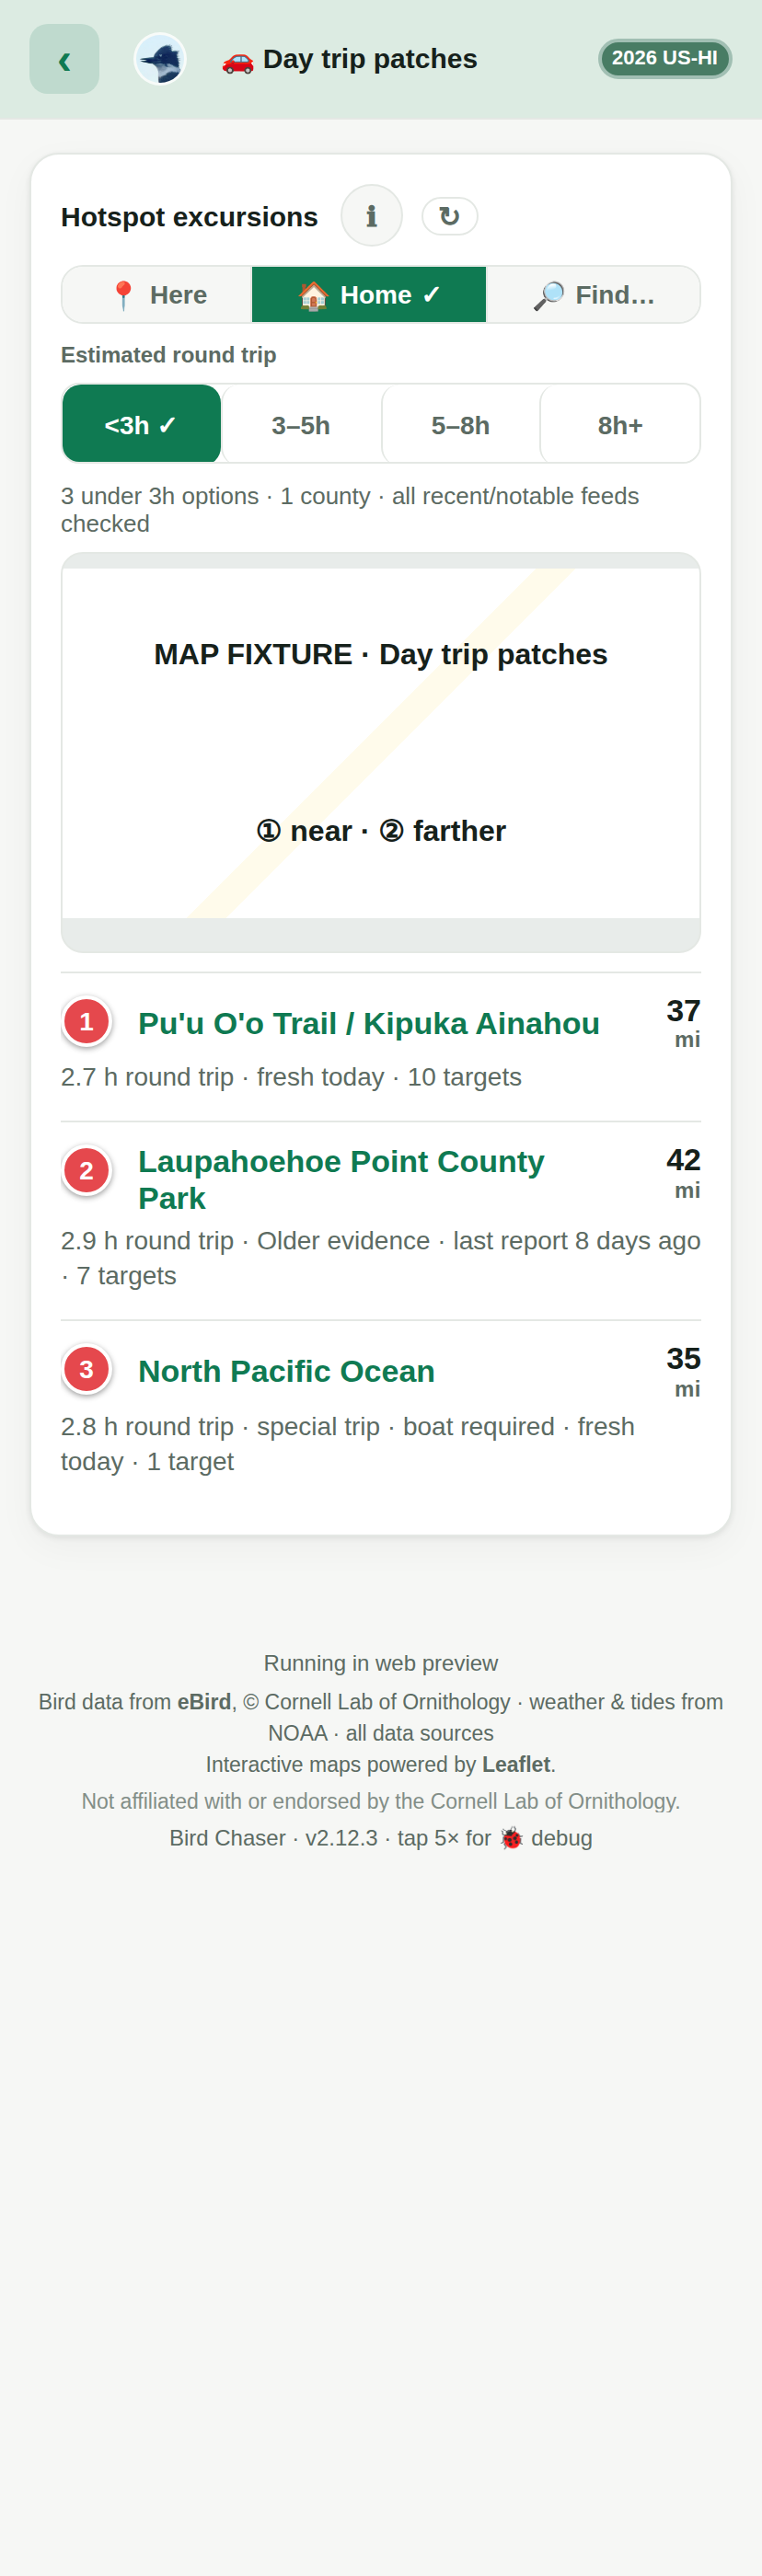 ‹ 🚗 Day trip patches 2026 US-HI
Hotspot excursions ℹ ↻
📍 Here 🏠 Home ✓ 🔎 Find…
Estimated round trip
<3h ✓ 3–5h 5–8h 8h+
3 under 3h options · 1 county · all recent/notable feeds
checked
MAP FIXTURE · Day trip patches
① near · ② farther
1 Pu'u O'o Trail / Kipuka Ainahou 37
mi
2.7 h round trip · fresh today · 10 targets
2 Laupahoehoe Point County 42
Park mi
2.9 h round trip · Older evidence · last report 8 days ago
· 7 targets
3 North Pacific Ocean 35
mi
2.8 h round trip · special trip · boat required · fresh
today · 1 target
Running in web preview
Bird data from eBird, © Cornell Lab of Ornithology · weather & tides from
NOAA · all data sources
Interactive maps powered by Leaflet.
Not affiliated with or endorsed by the Cornell Lab of Ornithology.
Bird Chaser · v2.12.3 · tap 5× for 🐞 debug